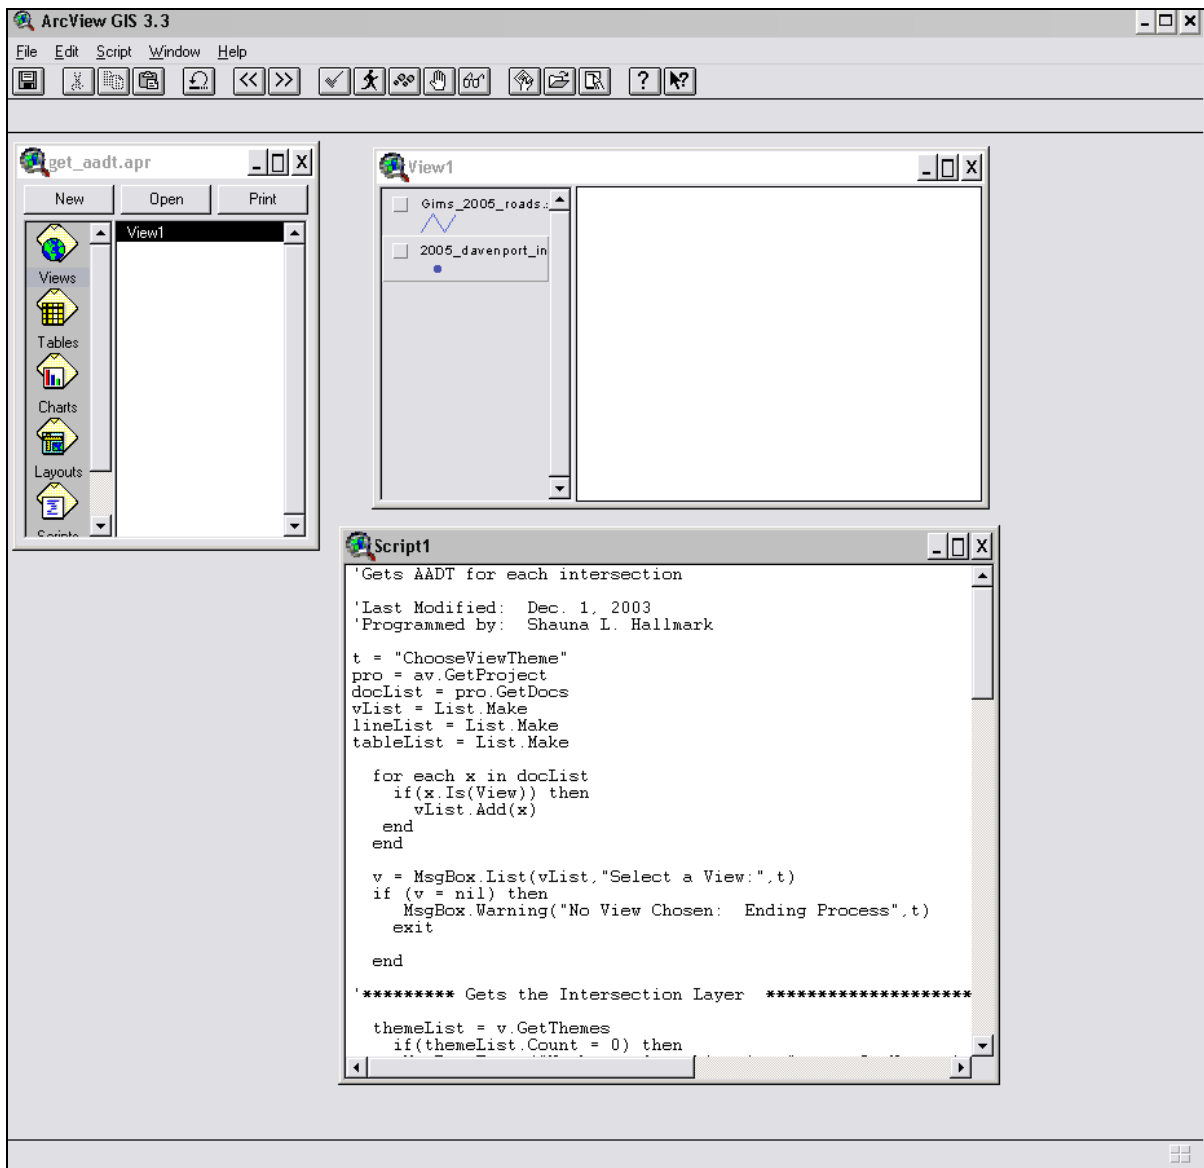 ArcView GIS 3.3
File Edit Script Window Help
get_aadt.apr
New Open Print
View1
Views
Tables
Charts
Layouts
Scripts
View1
Gims_2005_roads.
2005_davenport_in
Script1
'Gets AADT for each intersection
'Last Modified:  Dec. 1, 2003
'Programmed by:  Shauna L. Hallmark
t = "ChooseViewTheme"
pro = av.GetProject
docList = pro.GetDocs
vList = List.Make
lineList = List.Make
tableList = List.Make
for each x in docList
if(x.Is(View)) then
vList.Add(x)
end
end
v = MsgBox.List(vList,"Select a View:",t)
if (v = nil) then
MsgBox.Warning("No View Chosen:  Ending Process",t)
exit
end
'********* Gets the Intersection Layer  ********************
themeList = v.GetThemes
if(themeList.Count = 0) then